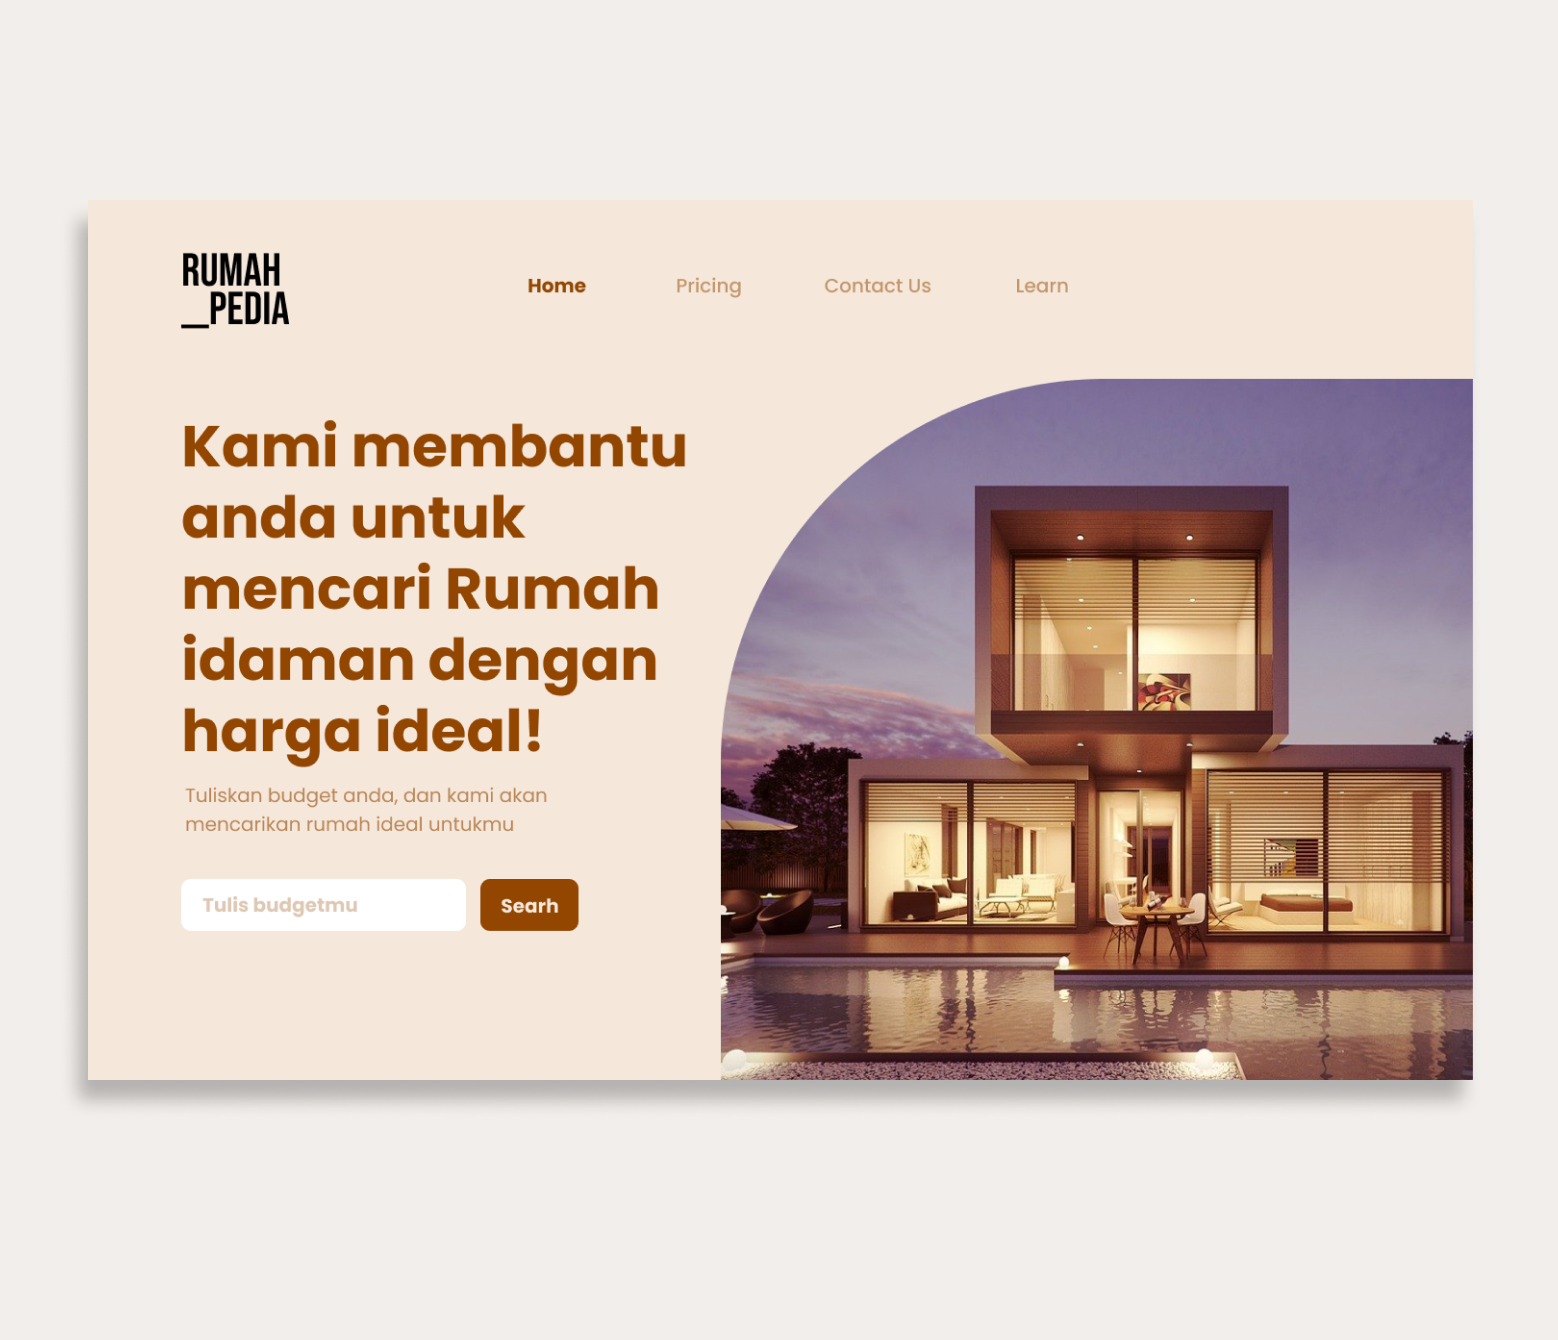 RUMAH
__PEDIA
Home
Pricing
Contact Us
Learn
Kami membantu
anda untuk
mencari Rumah
idaman dengan
harga ideal!
Tuliskan budget anda, dan kami akan
mencarikan rumah ideal untukmu
Tulis budgetmu
Searh